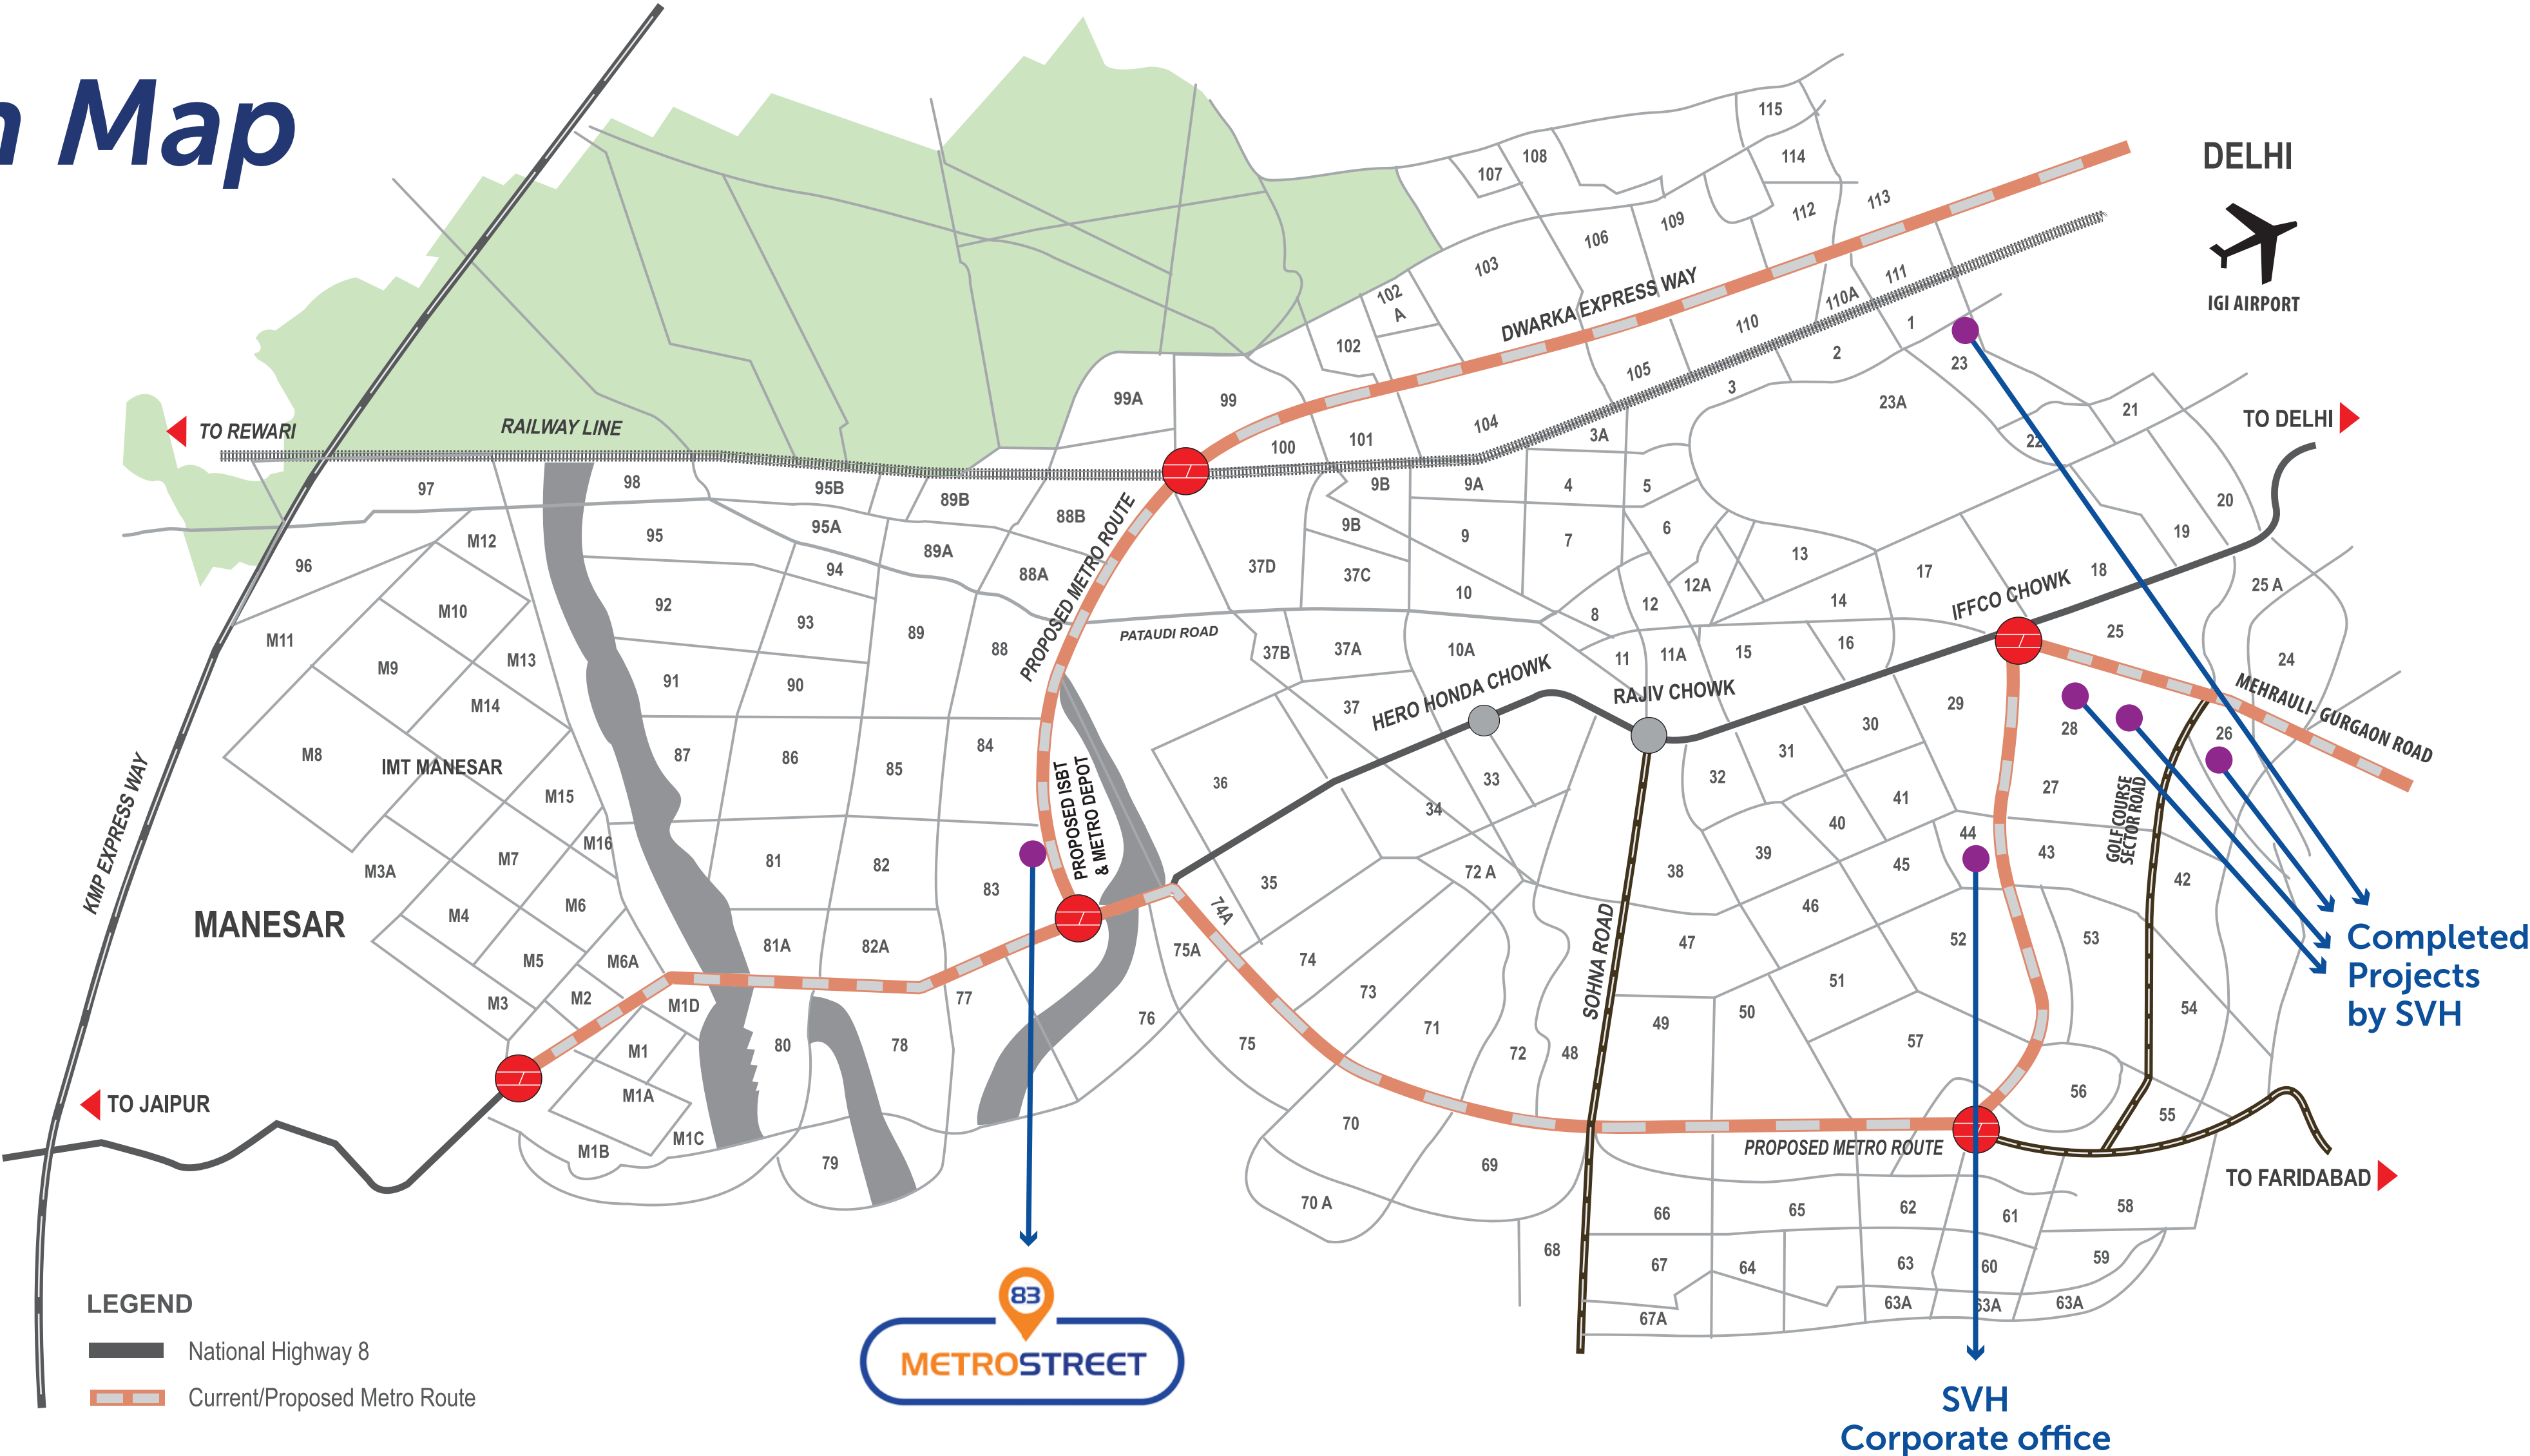 n Map
DELHI
IGI AIRPORT
TO DELHI
TO REWARI
RAILWAY LINE
DWARKA EXPRESS WAY
115
114
108
107
113
112
109
106
103
111
110A
110
102
A
102
105
1
2
3
23
23A
21
22
20
19
99A
99
100
101
104
3A
97
98
95B
89B
88B
9B
9A
4
5
96
M12
95
95A
89A
88A
94
PROPOSED METRO ROUTE
37D
9B
37C
9
7
6
10
13
12A
12
8
14
17
18
IFFCO CHOWK
25 A
25
24
M10
M11
M9
M13
M14
92
93
89
88
PATAUDI ROAD
37B
37A
10A
11
11A
15
16
HERO HONDA CHOWK
RAJIV CHOWK
MEHRAULI- GURGAON ROAD
91
90
37
29
28
26
30
31
M8
IMT MANESAR
M15
M16
87
86
85
84
PROPOSED ISBT
& METRO DEPOT
36
33
34
32
41
40
27
GOLF COURSE
SECTOR ROAD
KMP EXPRESS WAY
M3A
M7
M6
M4
M5
M6A
81
82
83
35
72 A
38
39
45
44
43
42
MANESAR
81A
82A
74A
75A
74
SOHNA ROAD
47
46
52
53
Completed
Projects
by SVH
M3
M2
M1D
77
76
73
71
75
51
50
49
54
M1
80
78
72
48
57
M1A
56
55
TO JAIPUR
M1B
M1C
79
70
69
70 A
PROPOSED METRO ROUTE
TO FARIDABAD
66
65
62
61
58
68
67
64
63
60
59
67A
63A
63A
63A
LEGEND
National Highway 8
Current/Proposed Metro Route
83
METROSTREET
SVH
Corporate office